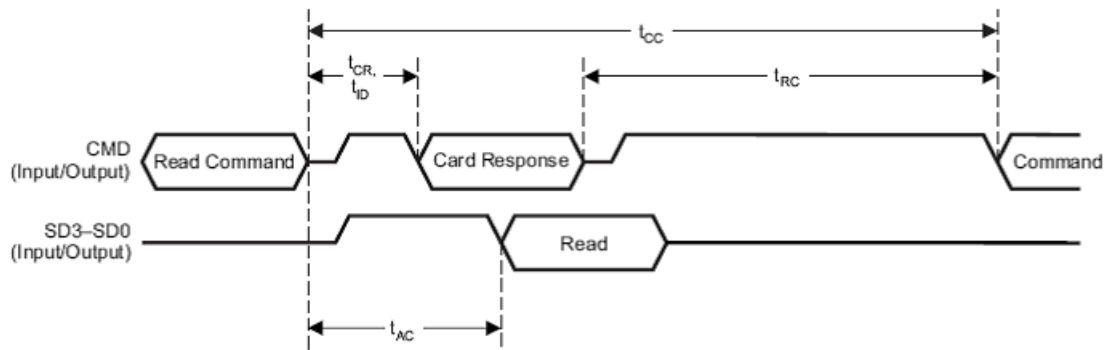 tCC
tCR,
tID
tRC
CMD
(Input/Output)
Read Command
Card Response
Command
SD3–SD0
(Input/Output)
Read
tAC